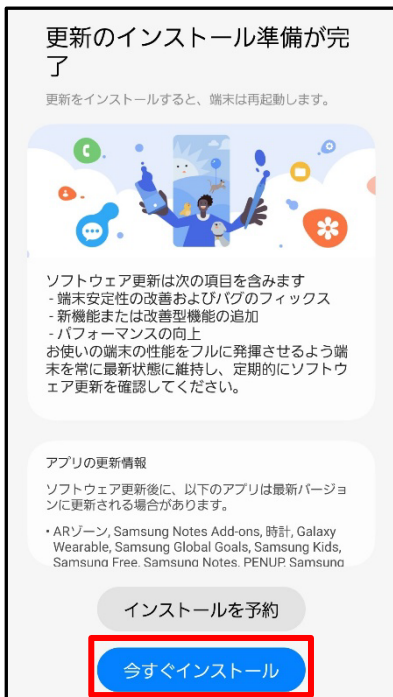 更新のインストール準備が完
了
更新をインストールすると、端末は再起動します。
ソフトウェア更新は次の項目を含みます
- 端末安定性の改善およびバグのフィックス
- 新機能または改善型機能の追加
- パフォーマンスの向上
お使いの端末の性能をフルに発揮させるよう端
末を常に最新状態に維持し、定期的にソフトウ
ェア更新を確認してください。
アプリの更新情報
ソフトウェア更新後に、以下のアプリは最新バージョ
ンに更新される場合があります。
• ARゾーン, Samsung Notes Add-ons, 時計, Galaxy
Wearable, Samsung Global Goals, Samsung Kids,
Samsung Free, Samsung Notes, PENUP, Samsung
インストールを予約
今すぐインストール